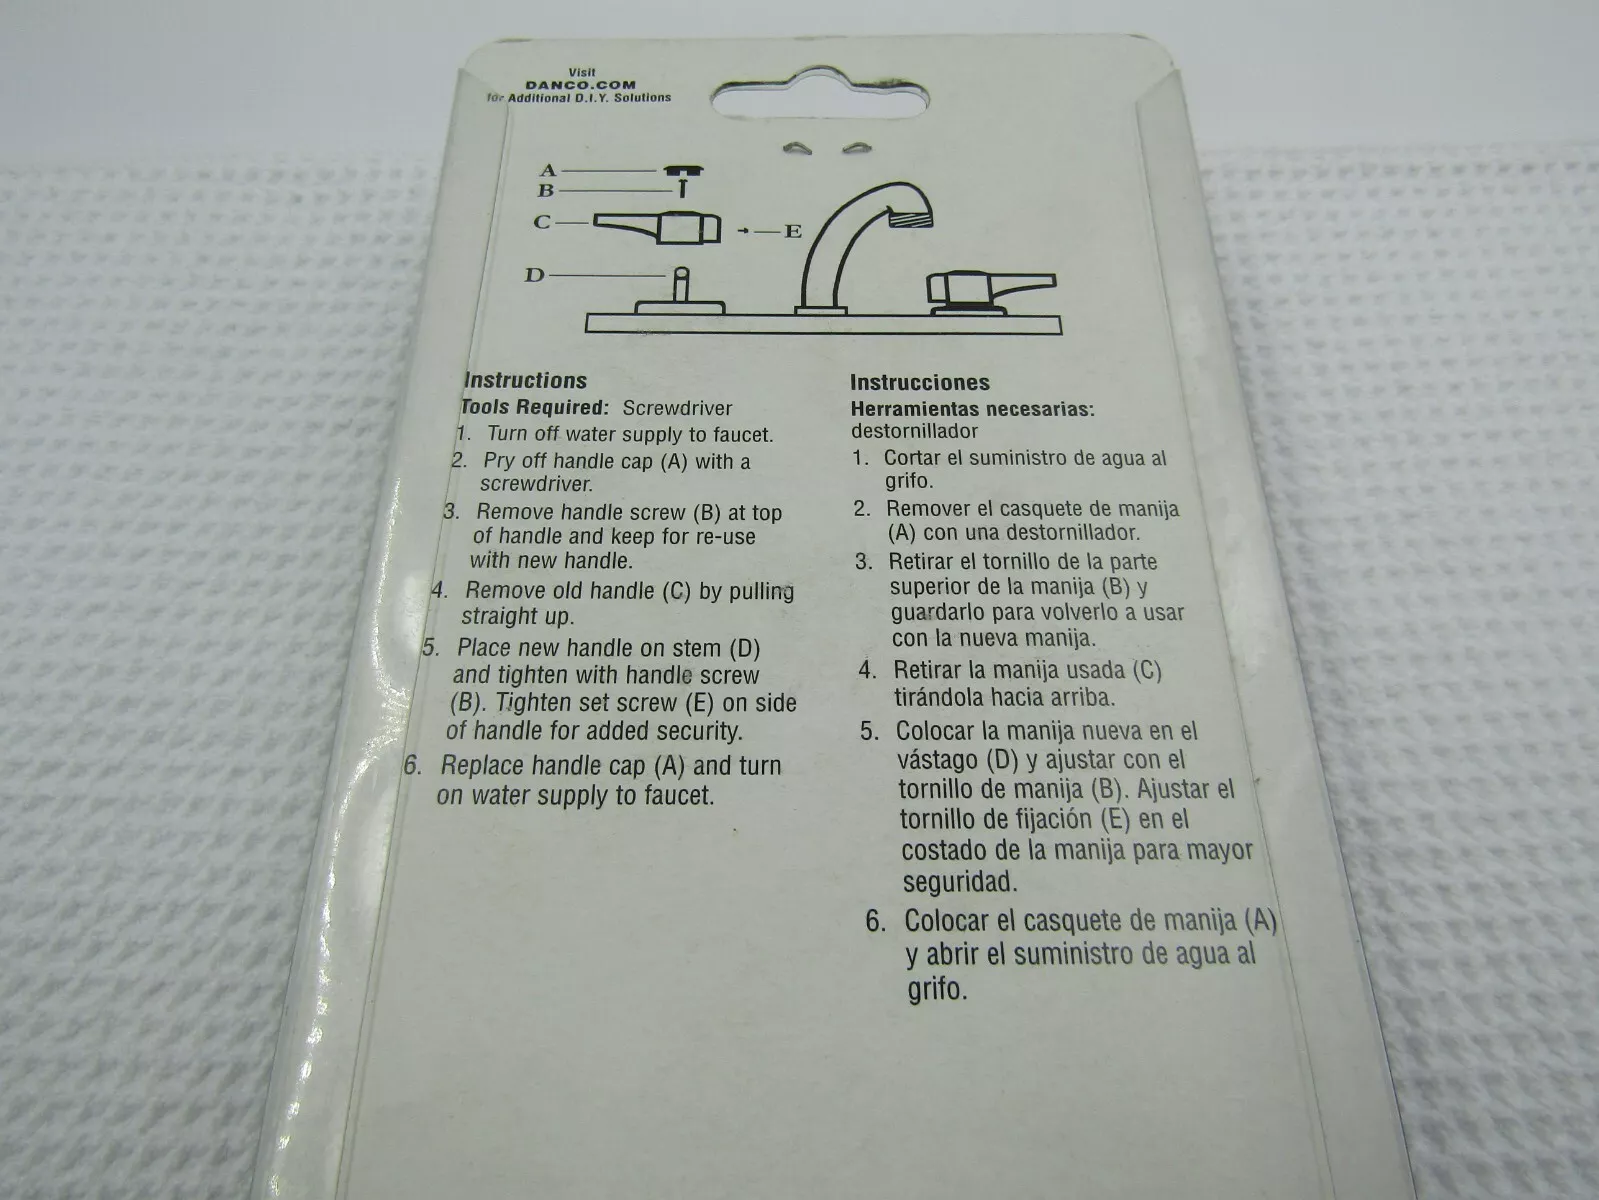 Visit
DANCO.COM
for Additional D.I.Y. Solutions
A
B
C
E
D
Instructions
Tools Required: Screwdriver
1. Turn off water supply to faucet.
2. Pry off handle cap (A) with a
screwdriver.
3. Remove handle screw (B) at top
of handle and keep for re-use
with new handle.
4. Remove old handle (C) by pulling
straight up.
5. Place new handle on stem (D)
and tighten with handle screw
(B). Tighten set screw (E) on side
of handle for added security.
6. Replace handle cap (A) and turn
on water supply to faucet.
Instrucciones
Herramientas necesarias:
destornillador
1. Cortar el suministro de agua al
grifo.
2. Remover el casquete de manija
(A) con una destornillador.
3. Retirar el tornillo de la parte
superior de la manija (B) y
guardarlo para volverlo a usar
con la nueva manija.
4. Retirar la manija usada (C)
tirándola hacia arriba.
5. Colocar la manija nueva en el
vástago (D) y ajustar con el
tornillo de manija (B). Ajustar el
tornillo de fijación (E) en el
costado de la manija para mayor
seguridad.
6. Colocar el casquete de manija (A)
y abrir el suministro de agua al
grifo.